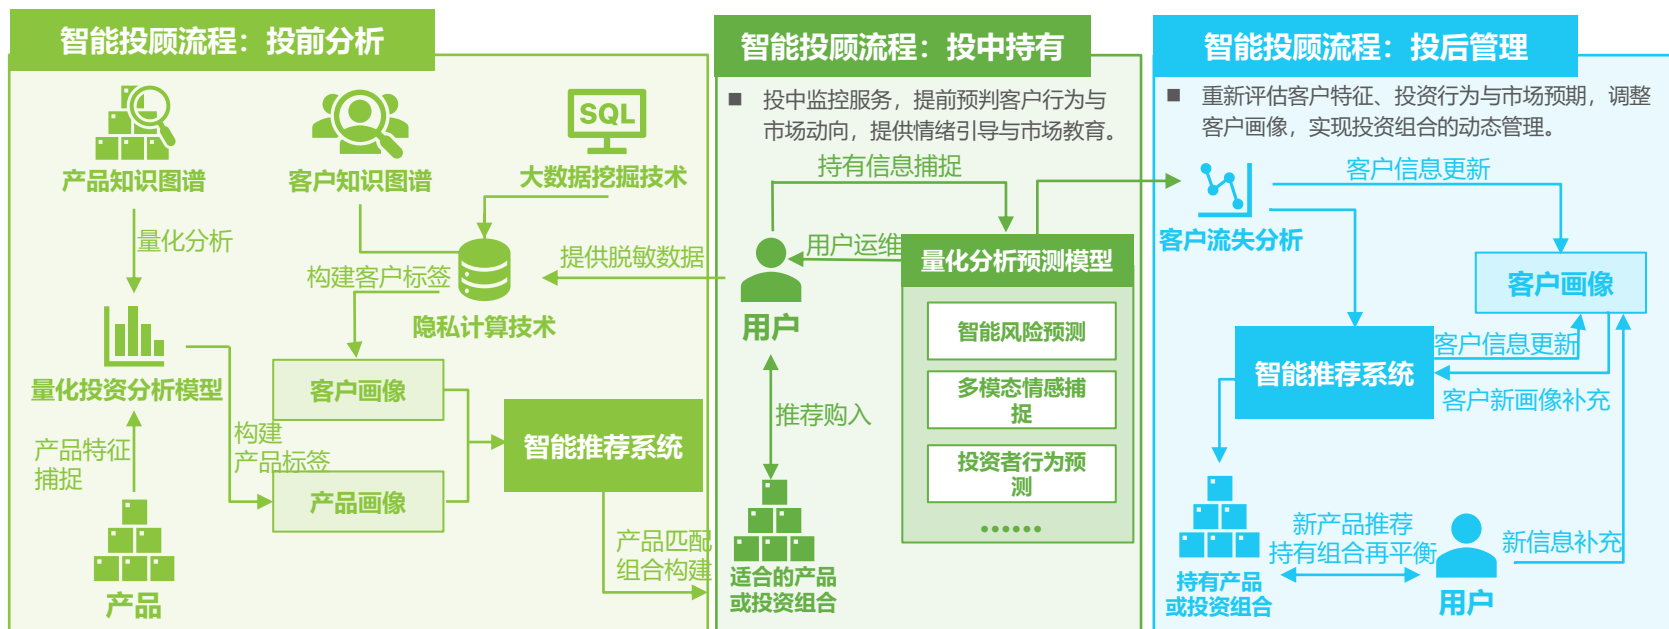 智能投顾流程：投前分析
产品知识图谱
客户知识图谱
SQL
大数据挖掘技术
量化分析
构建客户标签
提供脱敏数据
隐私计算技术
量化投资分析模型
客户画像
产品特征
捕捉
构建
产品标签
产品画像
智能推荐系统
产品
产品匹配
组合构建
智能投顾流程：投中持有
■ 投中监控服务，提前预判客户行为与
市场动向，提供情绪引导与市场教育。
持有信息捕捉
用户运维
用户
量化分析预测模型
智能风险预测
多模态情感捕
捉
投资者行为预
测
……
推荐购入
适合的产品
或投资组合
智能投顾流程：投后管理
■ 重新评估客户特征、投资行为与市场预期，调整
客户画像，实现投资组合的动态管理。
客户信息更新
客户流失分析
客户画像
客户信息更新
智能推荐系统
客户新画像补充
新产品推荐
持有组合再平衡
新信息补充
持有产品
或投资组合
用户